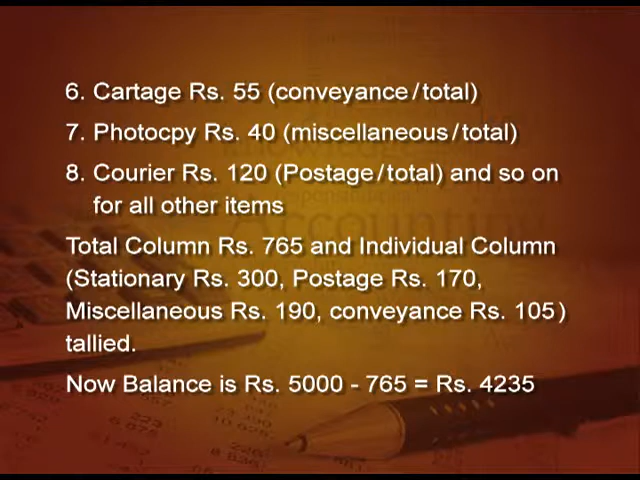 6. Cartage Rs. 55 (conveyance/total)
7. Photocpy Rs. 40 (miscellaneous/total)
8. Courier Rs. 120 (Postage/total) and so on
for all other items
Total Column Rs. 765 and Individual Column
(Stationary Rs. 300, Postage Rs. 170,
Miscellaneous Rs. 190, conveyance Rs. 105)
tallied.
Now Balance is Rs. 5000 - 765 = Rs. 4235